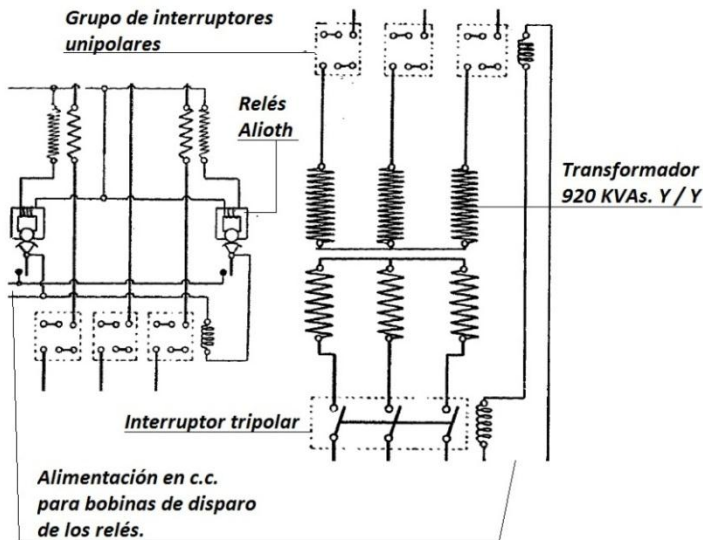 Grupo de interruptores
unipolares
Relés
Alioth
Transformador
920 KVAs. Y / Y
Interruptor tripolar
Alimentación en c.c.
para bobinas de disparo
de los relés.